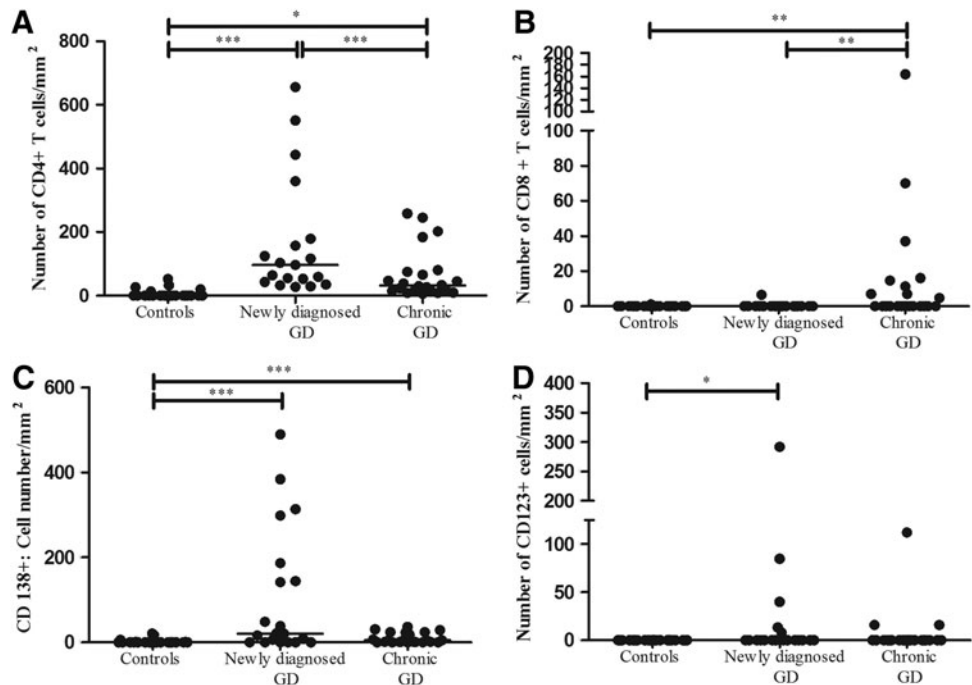 A
*
***
***
Number of CD4+ T cells/mm2
800
600
400
200
0
Controls
Newly diagnosed
GD
Chronic
GD
B
**
**
Number of CD8 + T cells/mm2
200
180
160
140
120
100
100
80
60
40
20
0
Controls
Newly diagnosed
GD
Chronic
GD
C
***
***
CD 138+: Cell number/mm2
600
400
200
0
Controls
Newly diagnosed
GD
Chronic
GD
D
*
Number of CD123+ cells/mm2
400
350
300
250
200
100
50
0
Controls
Newly diagnosed
GD
Chronic
GD